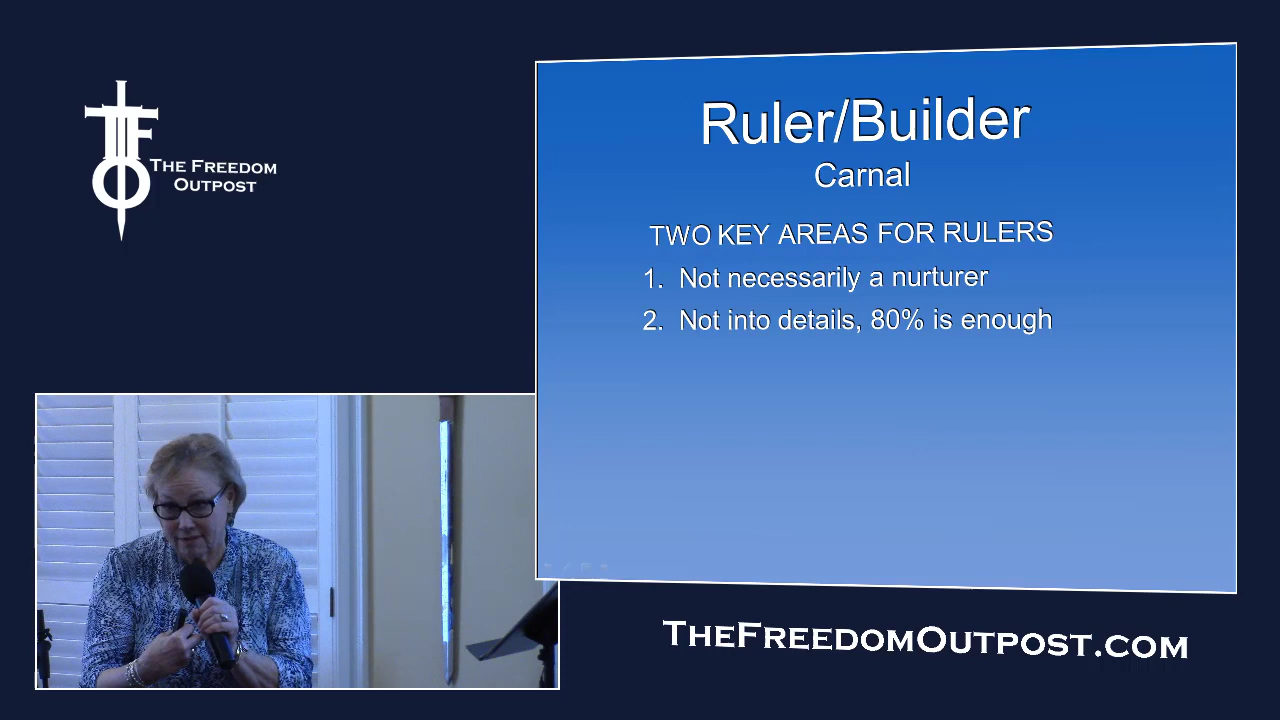 TFO
THE FREEDOM
OUTPOST
Ruler/Builder
Carnal
TWO KEY AREAS FOR RULERS
1. Not necessarily a nurturer
2. Not into details, 80% is enough
THEFREEDOMOUTPOST.COM